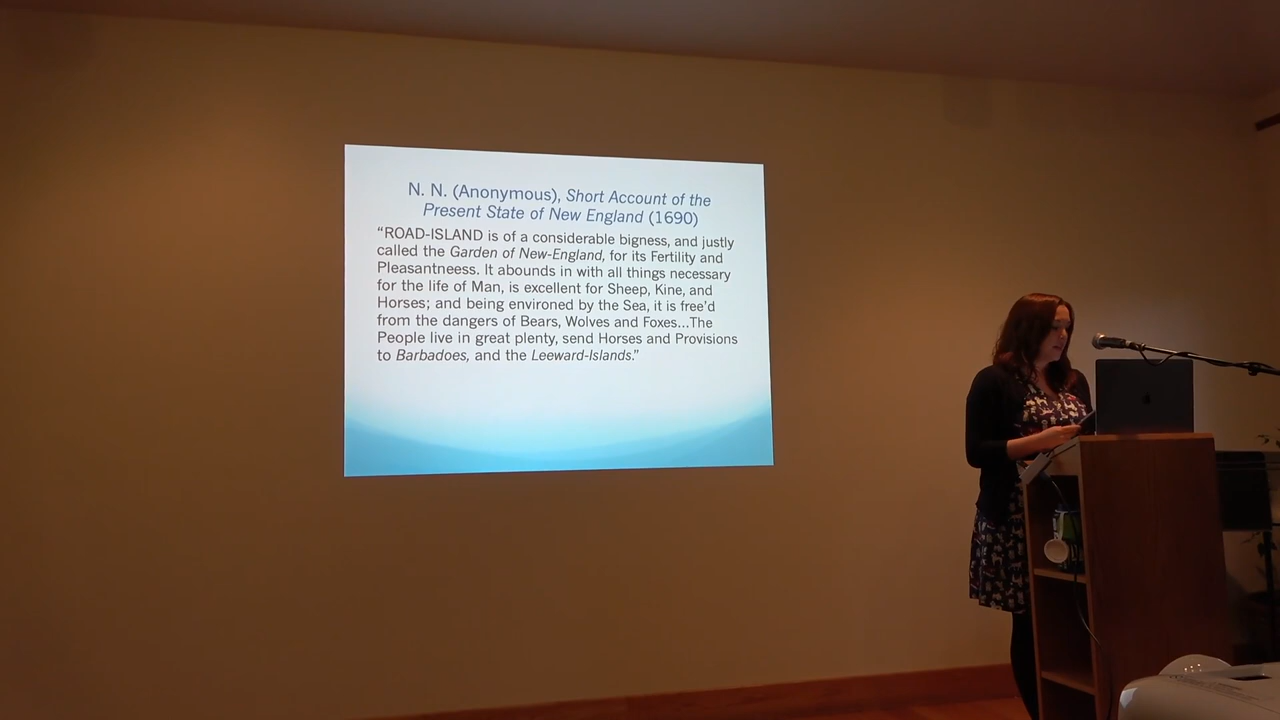 N. N. (Anonymous), Short Account of the
Present State of New England (1690)
“ROAD-ISLAND is of a considerable bigness, and justly
called the Garden of New-England, for its Fertility and
Pleasantneess. It abounds in with all things necessary
for the life of Man, is excellent for Sheep, Kine, and
Horses; and being environed by the Sea, it is free’d
from the dangers of Bears, Wolves and Foxes...The
People live in great plenty, send Horses and Provisions
to Barbadoes, and the Leeward-Islands.”